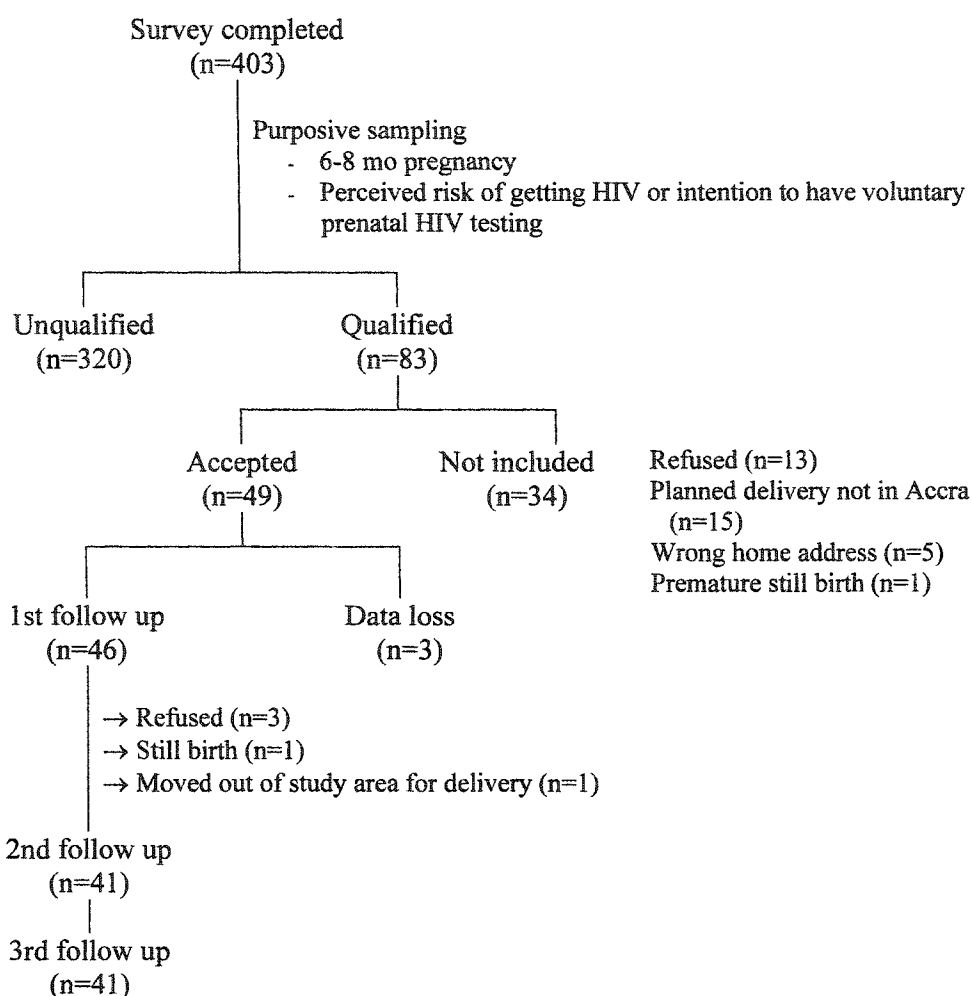 Survey completed
(n=403)
Purposive sampling
- 6-8 mo pregnancy
- Perceived risk of getting HIV or intention to have voluntary
prenatal HIV testing
Unqualified
(n=320)
Qualified
(n=83)
Accepted
(n=49)
Not included
(n=34)
Refused (n=13)
Planned delivery not in Accra
(n=15)
Wrong home address (n=5)
Premature still birth (n=1)
1st follow up
(n=46)
Data loss
(n=3)
→ Refused (n=3)
→ Still birth (n=1)
→ Moved out of study area for delivery (n=1)
2nd follow up
(n=41)
3rd follow up
(n=41)